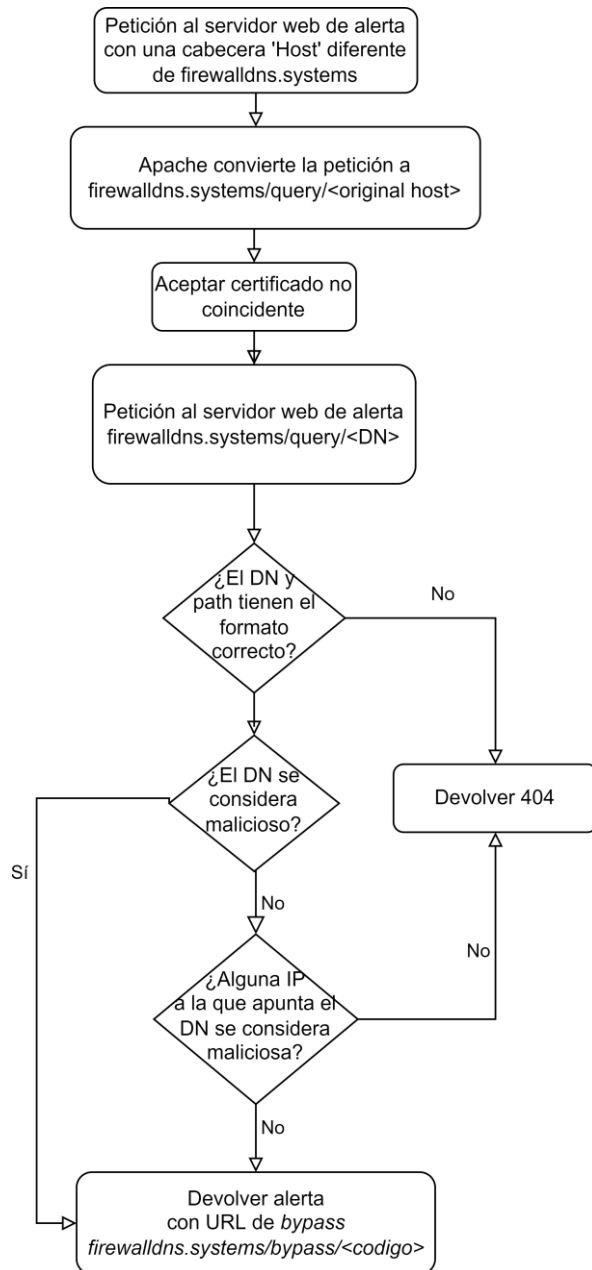 Petición al servidor web de alerta
con una cabecera 'Host' diferente
de firewalldns.systems
Apache convierte la petición a
firewalldns.systems/query/<original host>
Aceptar certificado no
coincidente
Petición al servidor web de alerta
firewalldns.systems/query/<DN>
¿El DN y
path tienen el
formato
correcto?
No
¿El DN se
considera
malicioso?
Devolver 404
Sí
No
No
¿Alguna IP
a la que apunta el
DN se considera
maliciosa?
No
Devolver alerta
con URL de bypass
firewalldns.systems/bypass/<codigo>